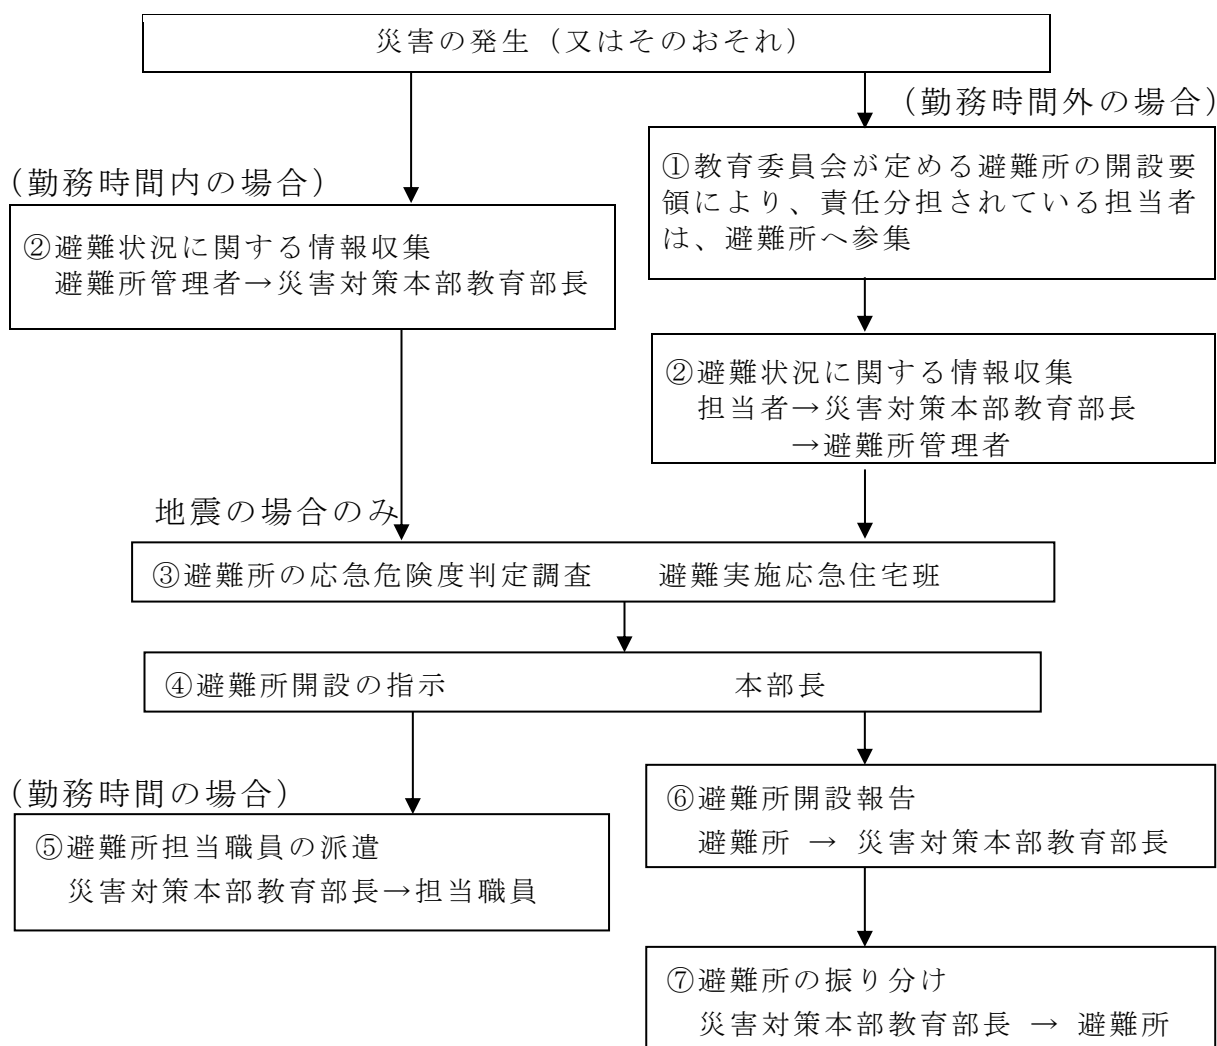 災害の発生（又はそのおそれ）
（勤務時間外の場合）
①教育委員会が定める避難所の開設要
領により、責任分担されている担当者
は、避難所へ参集
（勤務時間内の場合）
②避難状況に関する情報収集
避難所管理者→災害対策本部教育部長
②避難状況に関する情報収集
担当者→災害対策本部教育部長
→避難所管理者
地震の場合のみ
③避難所の応急危険度判定調査　　避難実施応急住宅班
④避難所開設の指示　　本部長
（勤務時間の場合）
⑤避難所担当職員の派遣
災害対策本部教育部長→担当職員
⑥避難所開設報告
避難所 → 災害対策本部教育部長
⑦避難所の振り分け
災害対策本部教育部長 → 避難所